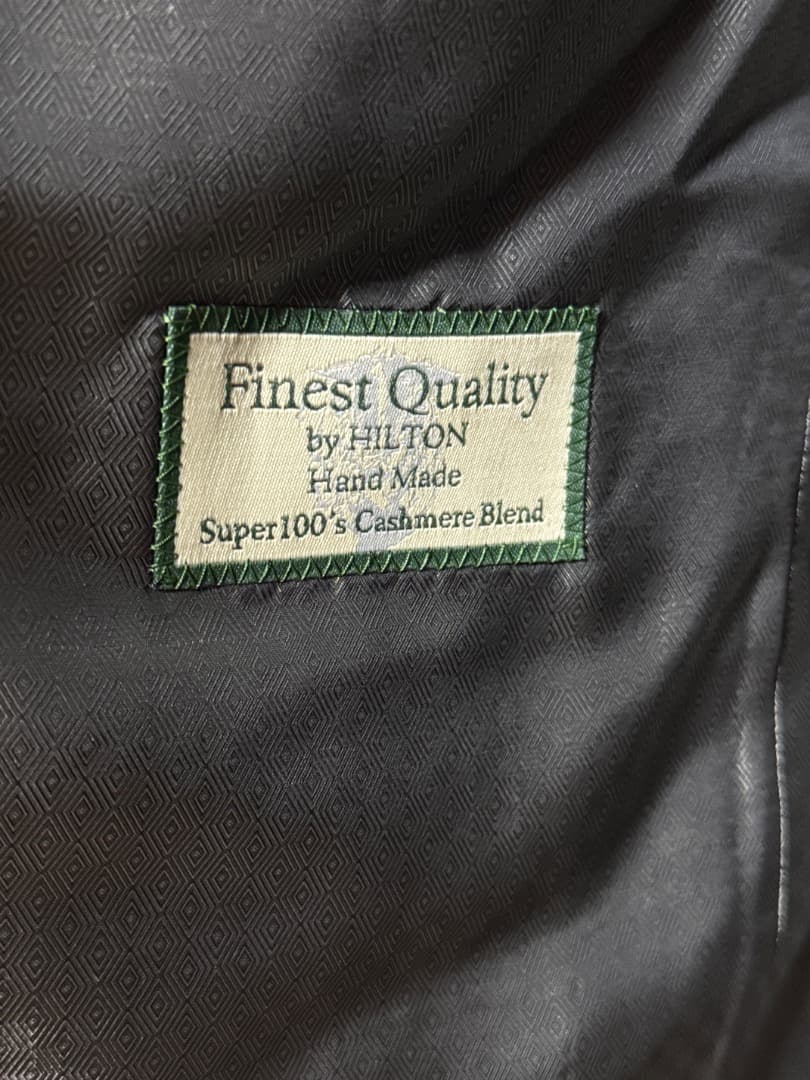 Finest Quality
by HILTON
Hand Made
Super100's Cashmere Blend